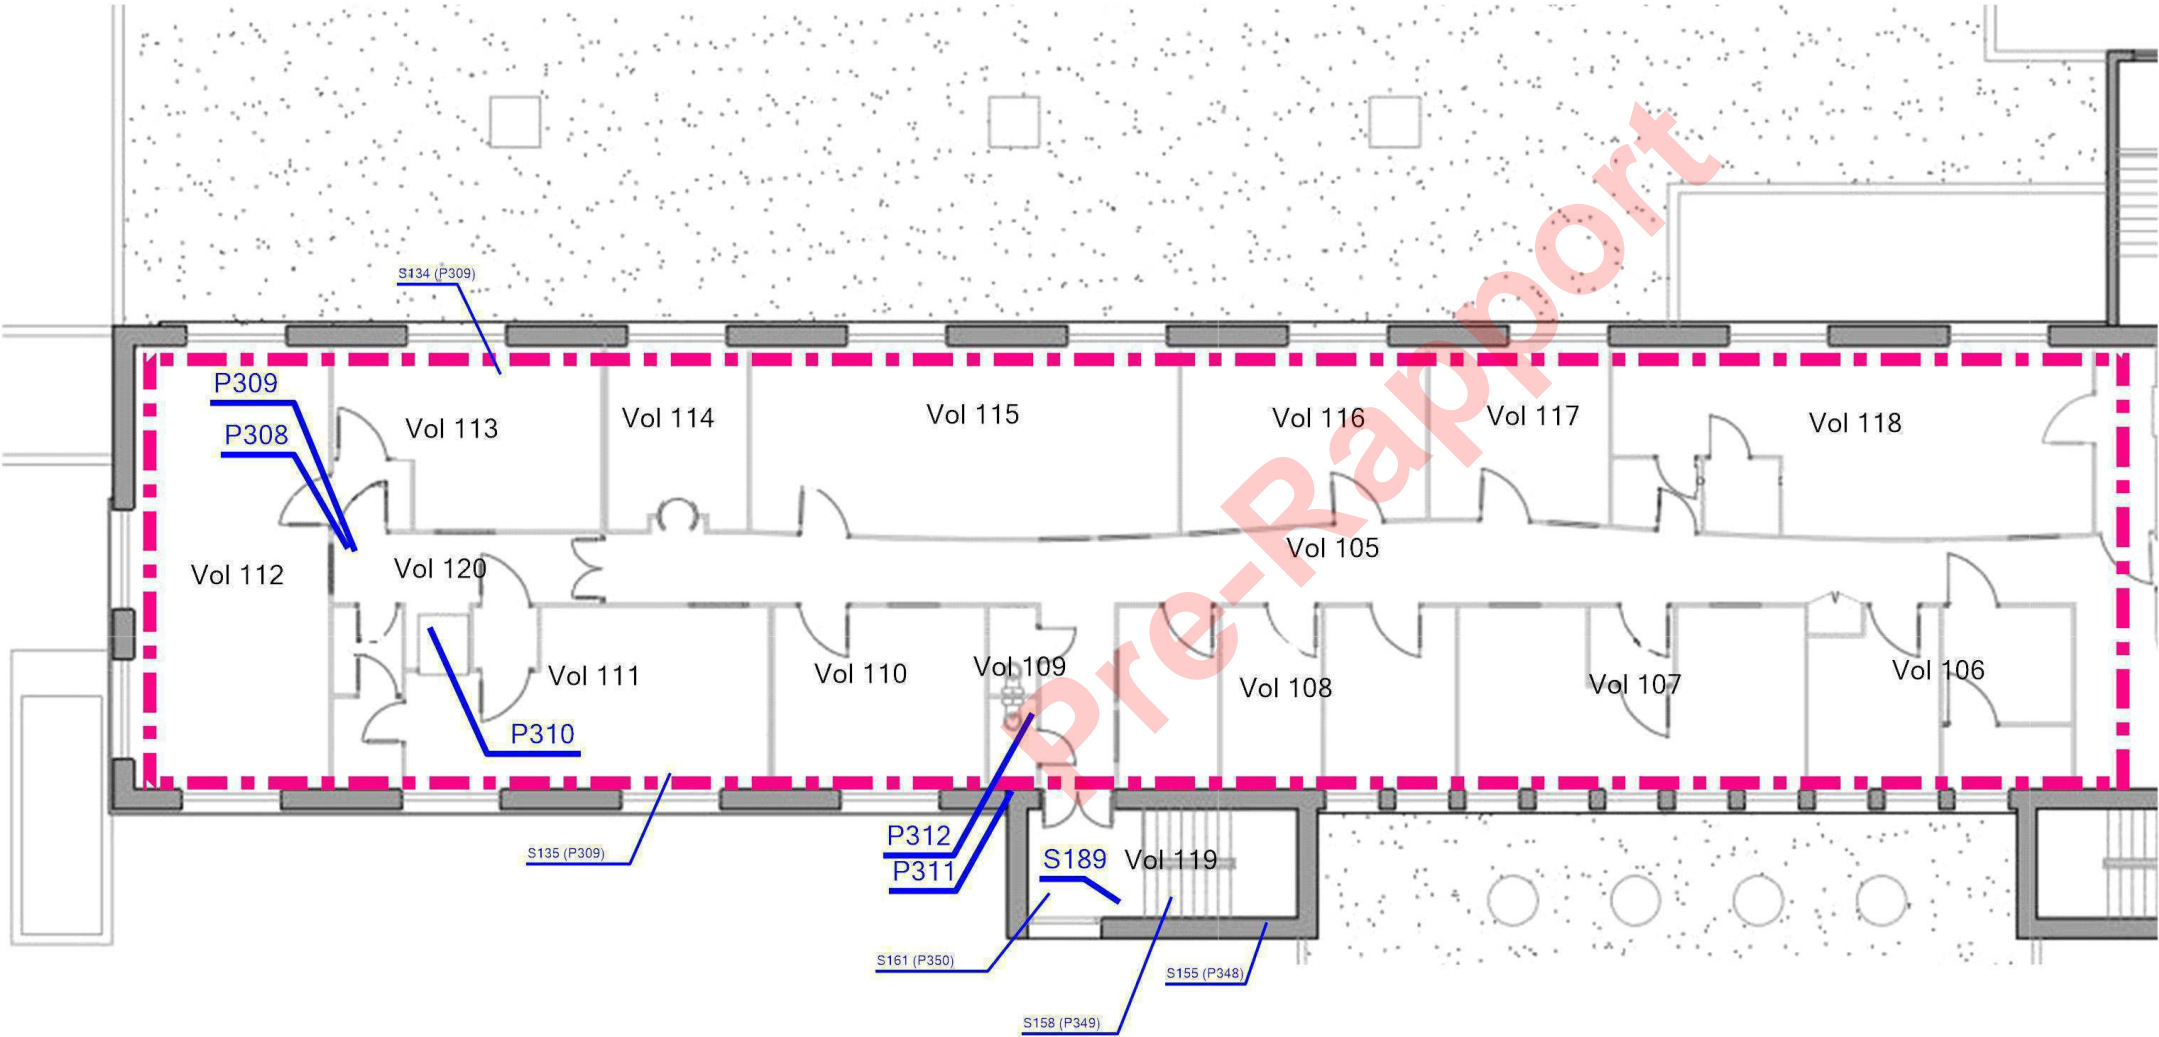 S134 (P309)
P309
P308
Vol 113
Vol 114
Vol 115
Vol 116
Vol 117
Vol 118
Vol 112
Vol 120
Vol 105
Vol 111
Vol 110
Vol 109
Vol 108
Vol 107
Vol 106
P310
P312
P311
S189
Vol 119
S135 (P309)
S161 (P350)
S155 (P348)
S158 (P349)
Pre-Rapport